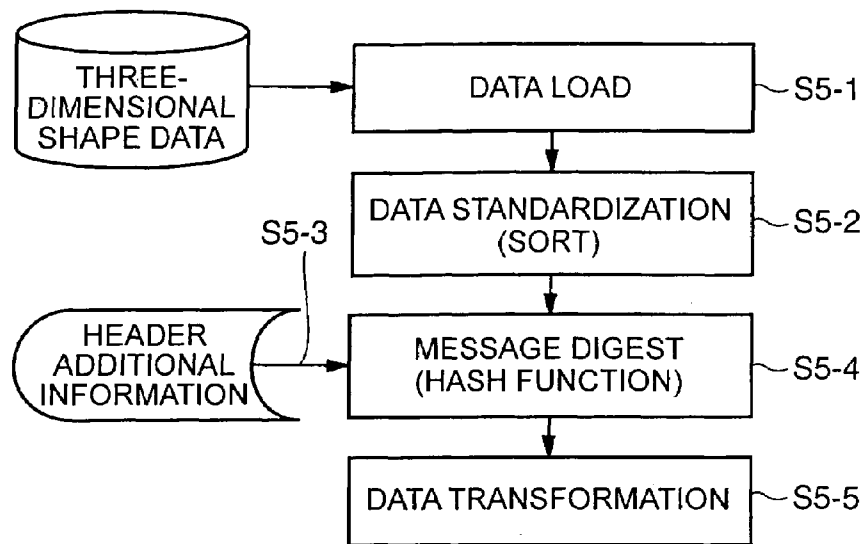 THREE-
DIMENSIONAL
SHAPE DATA
DATA LOAD
S5-1
DATA STANDARDIZATION
(SORT)
S5-2
S5-3
HEADER
ADDITIONAL
INFORMATION
MESSAGE DIGEST
(HASH FUNCTION)
S5-4
DATA TRANSFORMATION
S5-5